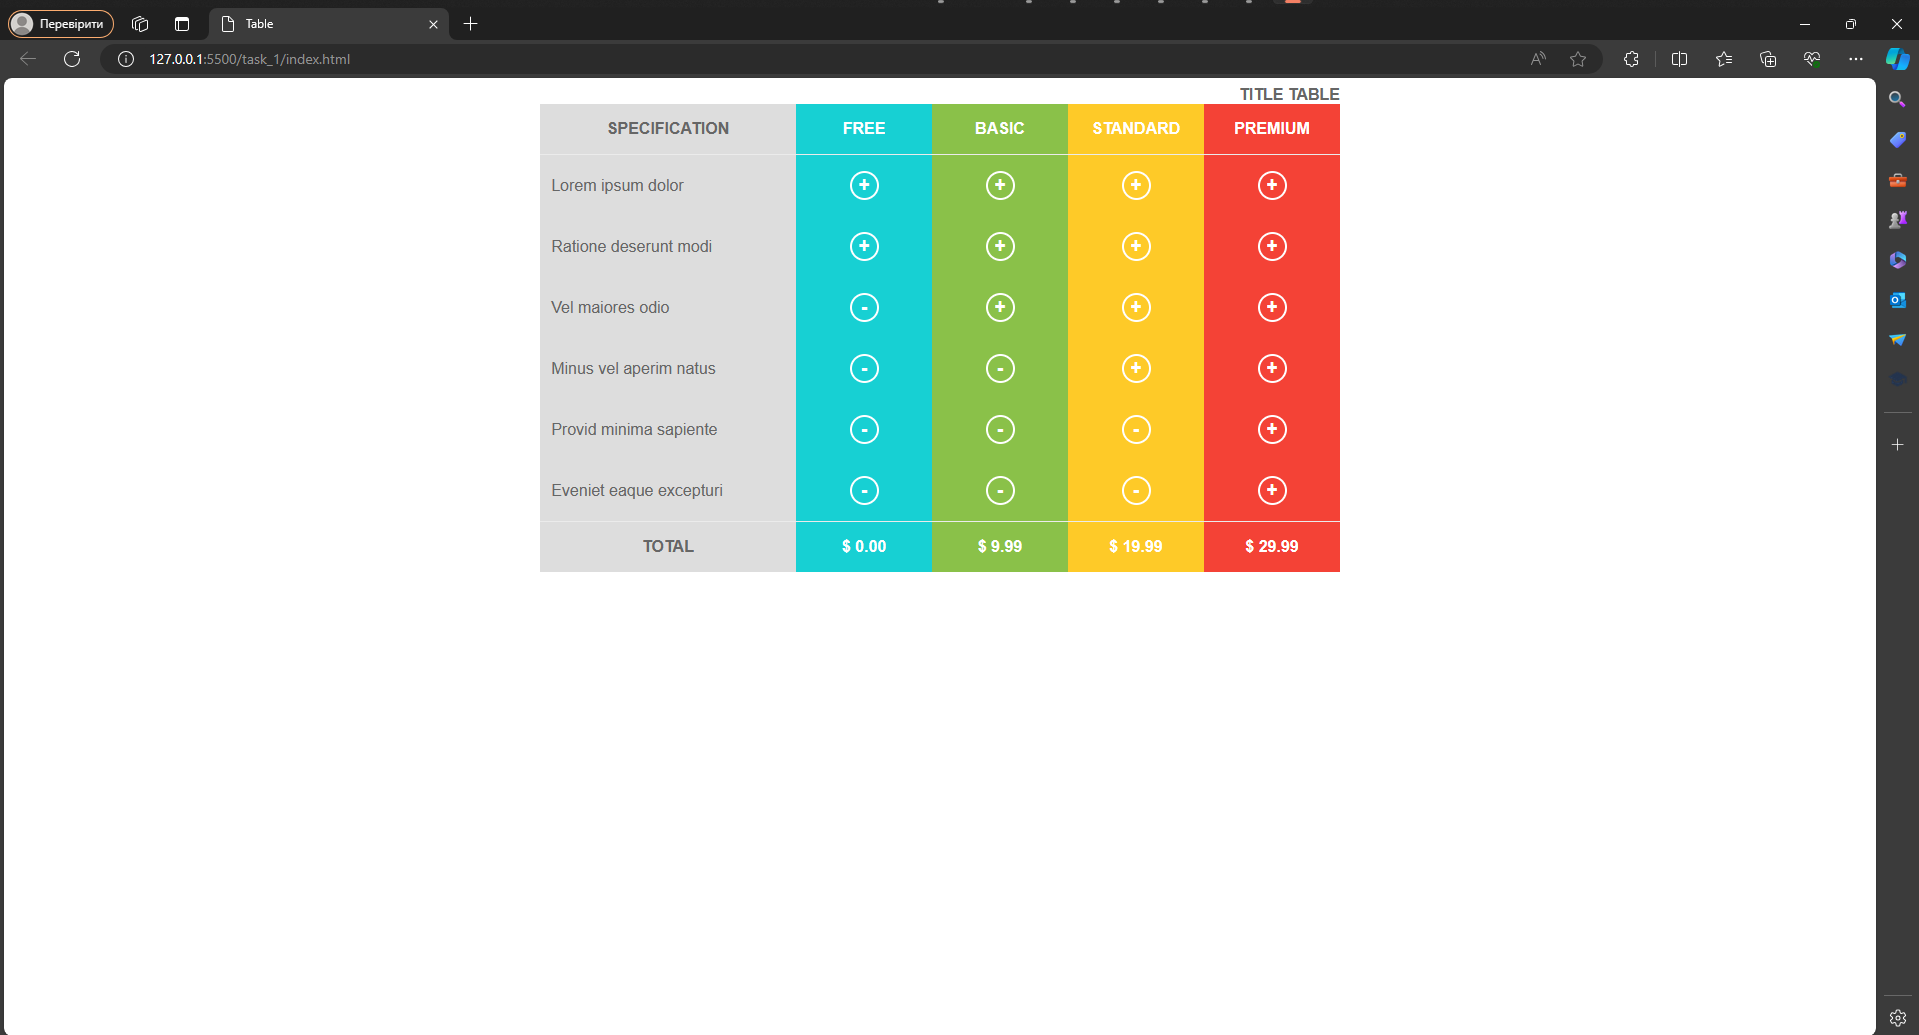 Перевірити
Table
127.0.0.1:5500/task_1/index.html
TITLE TABLE
SPECIFICATION FREE BASIC STANDARD PREMIUM
Lorem ipsum dolor + + + +
Ratione deserunt modi + + + +
Vel maiores odio - + + +
Minus vel aperim natus - - + +
Provid minima sapiente - - - +
Eveniet eaque excepturi - - - +
TOTAL $ 0.00 $ 9.99 $ 19.99 $ 29.99